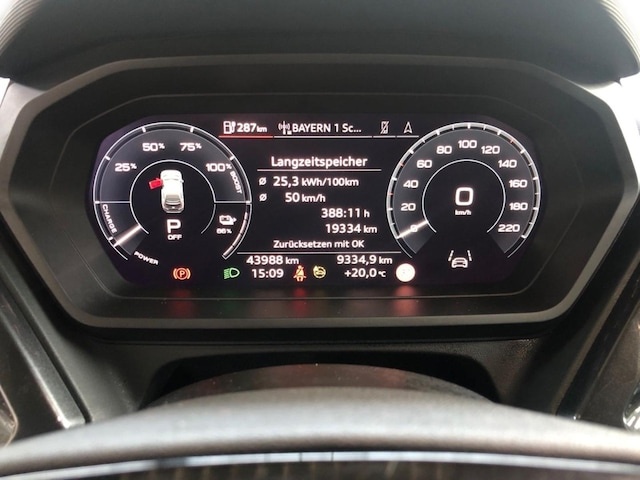 287km BAYERN 1 Sc...
50% 75%
25% 100%
BOOST
CHARGE
POWER
P
OFF
86%
Langzeitspeicher
ø 25,3 kWh/100km
ø 50 km/h
388:11 h
19334 km
Zurücksetzen mit OK
43988 km 9334,9 km
15:09 +20,0 °C
0 20 40 60 80 100 120 140 160 180 200 220
0
km/h